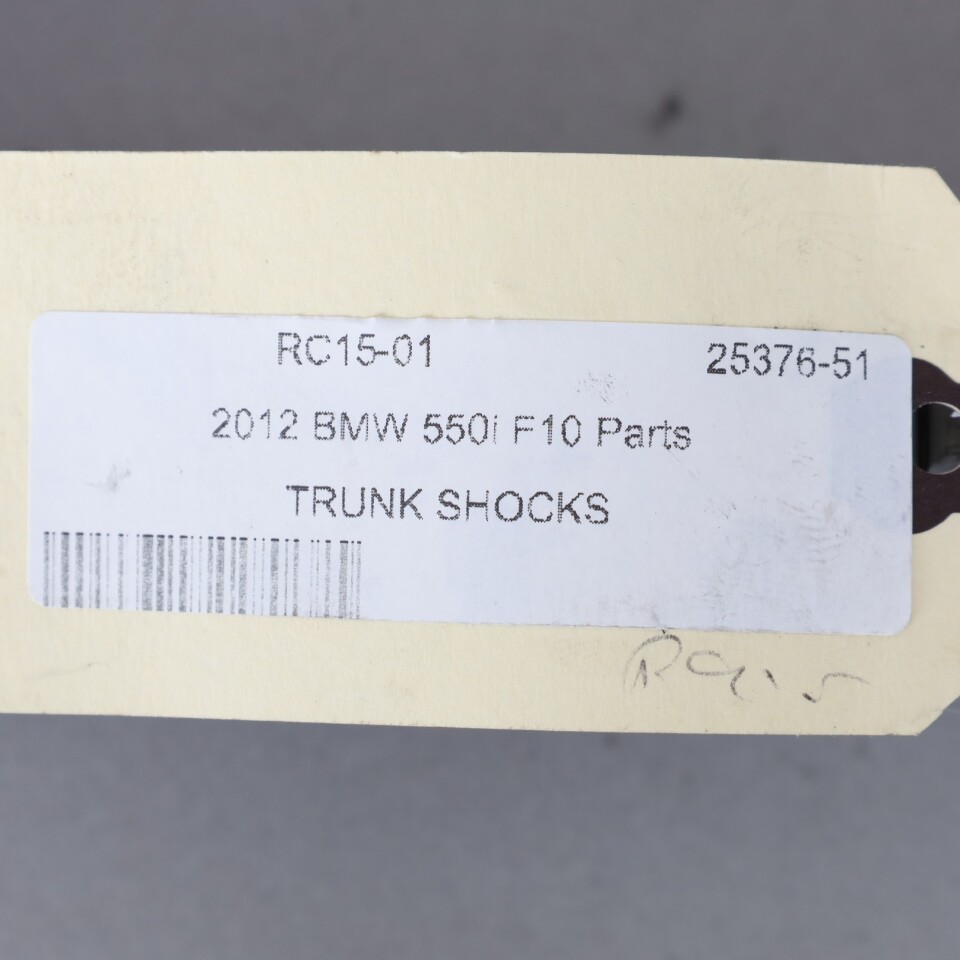 RC15-01 25376-51
2012 BMW 550i F10 Parts
TRUNK SHOCKS